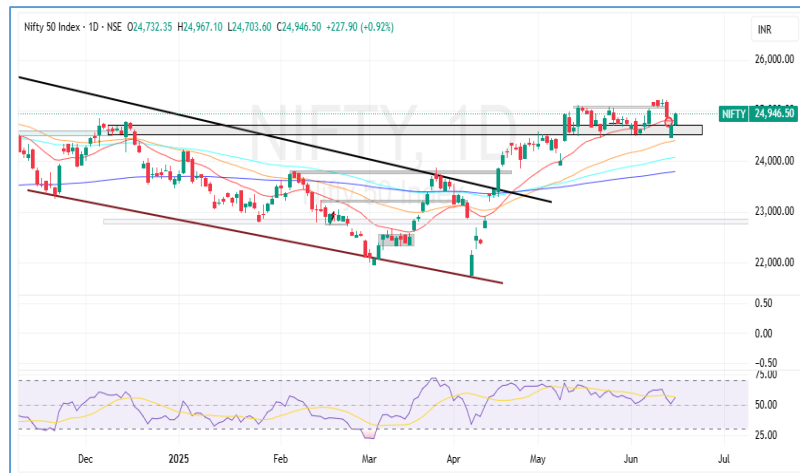 Nifty 50 Index · 1D · NSE O24,732.35 H24,967.10 L24,703.60 C24,946.50 +227.90 (+0.92%)
INR
NIFTY, 1D
26,000.00
NIFTY 24,946.50
24,000.00
23,000.00
22,000.00
0.50
0.00
−0.50
75.00
50.00
25.00
Dec 2025 Feb Mar Apr May Jun Jul